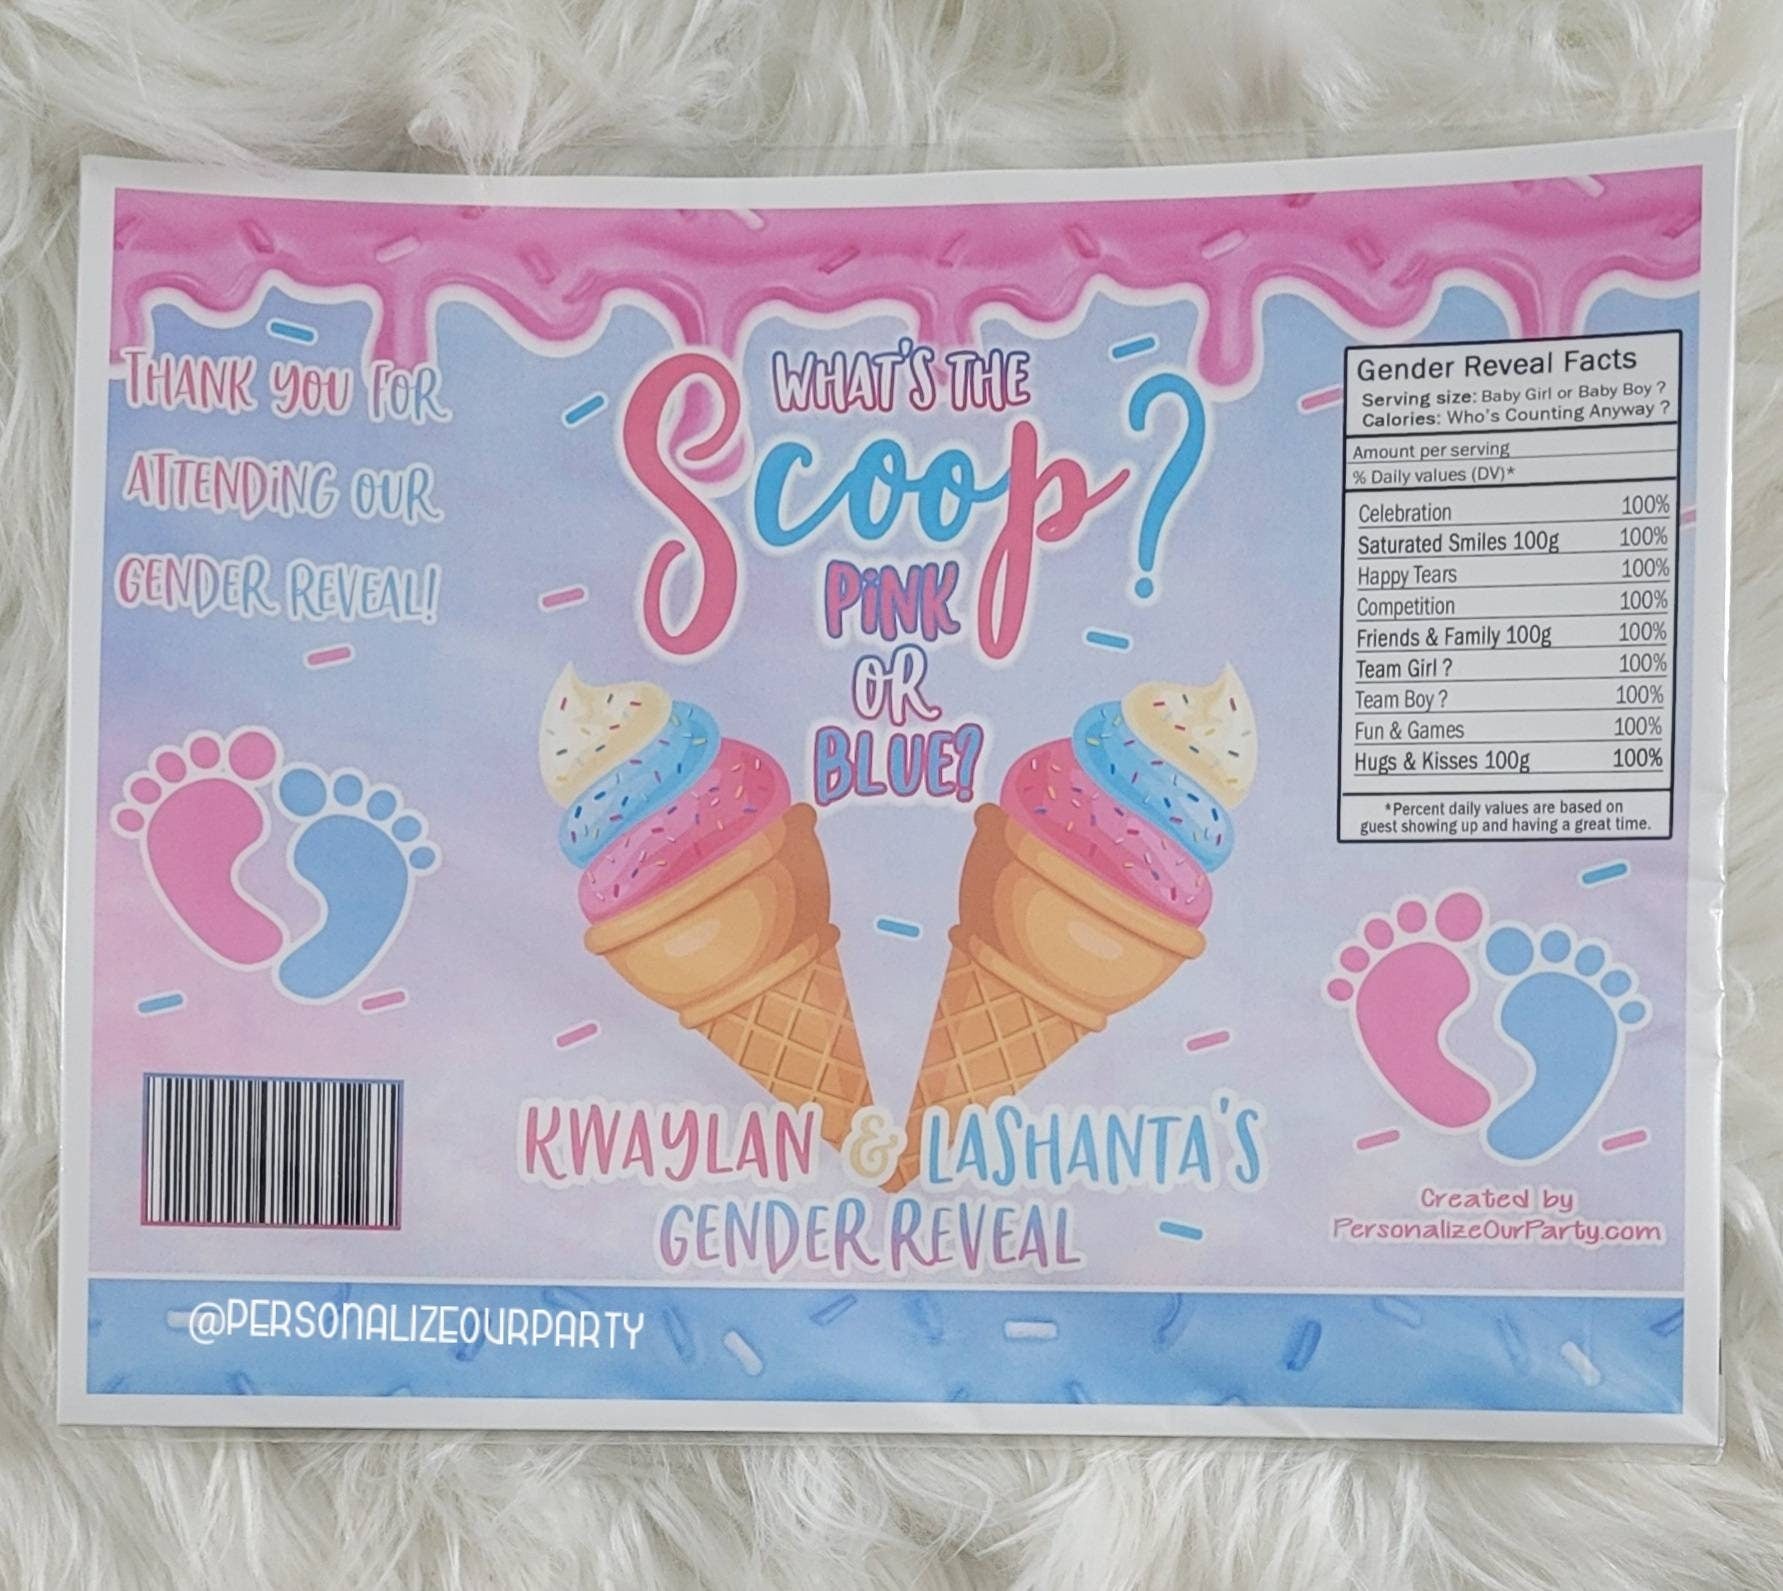 THANK YOU FOR
ATTENDING OUR
GENDER REVEAL!
WHAT'S THE
Scoop?
PINK
OR
BLUE?
KWAYLAN & LASHANTA'S
GENDER REVEAL
Gender Reveal Facts
Serving size: Baby Girl or Baby Boy ?
Calories: Who's Counting Anyway ?
Amount per serving
% Daily values (DV)*
Celebration 100%
Saturated Smiles 100g 100%
Happy Tears 100%
Competition 100%
Friends & Family 100g 100%
Team Girl ? 100%
Team Boy ? 100%
Fun & Games 100%
Hugs & Kisses 100g 100%
*Percent daily values are based on
guest showing up and having a great time.
Created by
PersonalizeOurParty.com
@PERSONALIZEOURPARTY